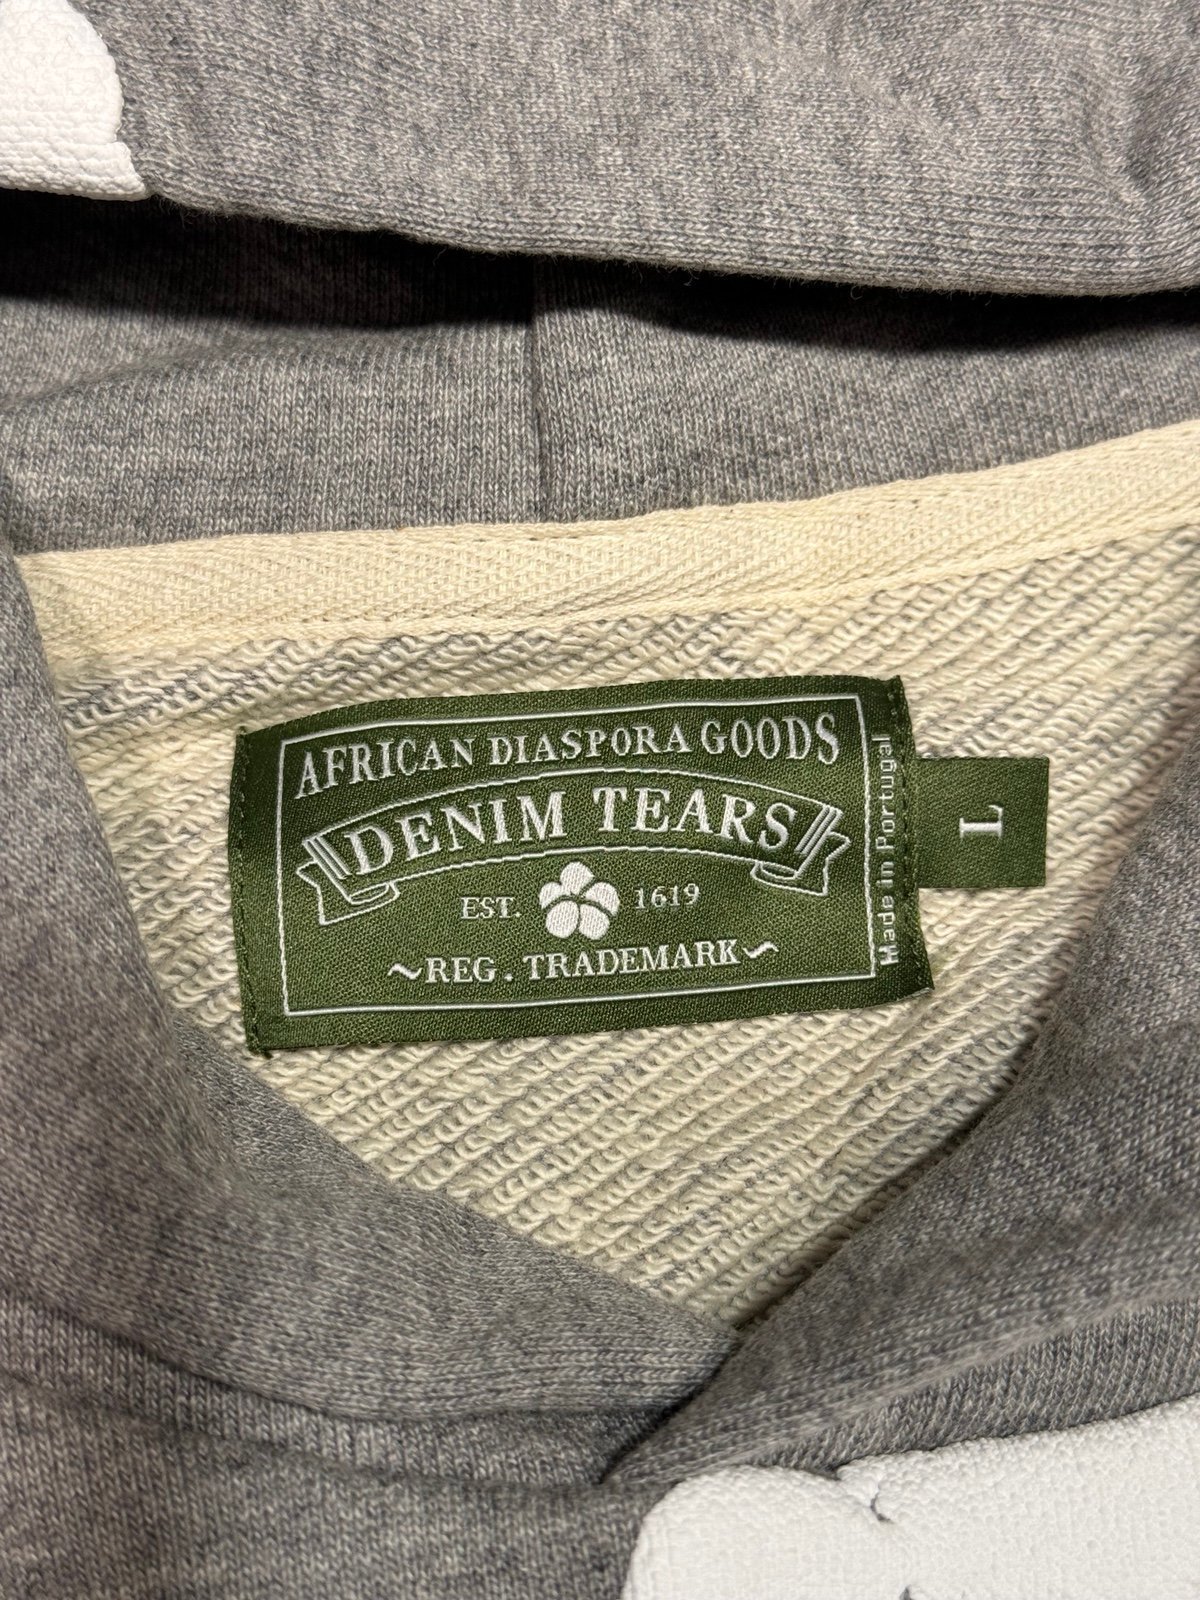 AFRICAN DIASPORA GOODS
DENIM TEARS
EST. 1619
~REG. TRADEMARK~
Made in Portugal
L